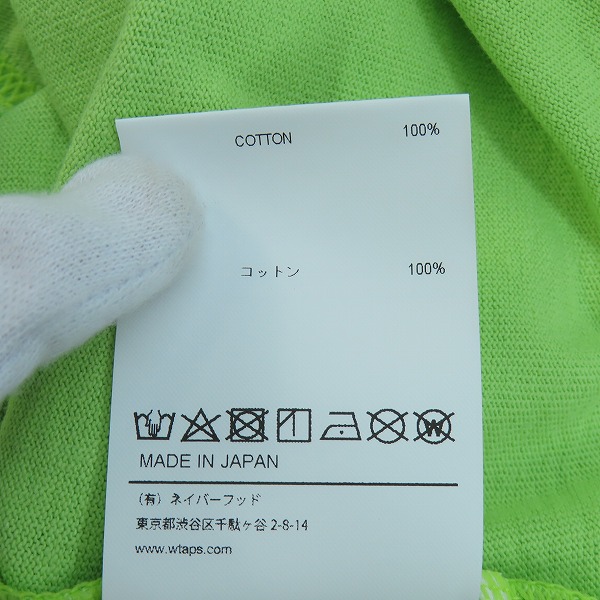 COTTON 100%
コットン 100%
MADE IN JAPAN
(有) ネイバーフッド
東京都渋谷区千駄ヶ谷 2-8-14
www.wtaps.com